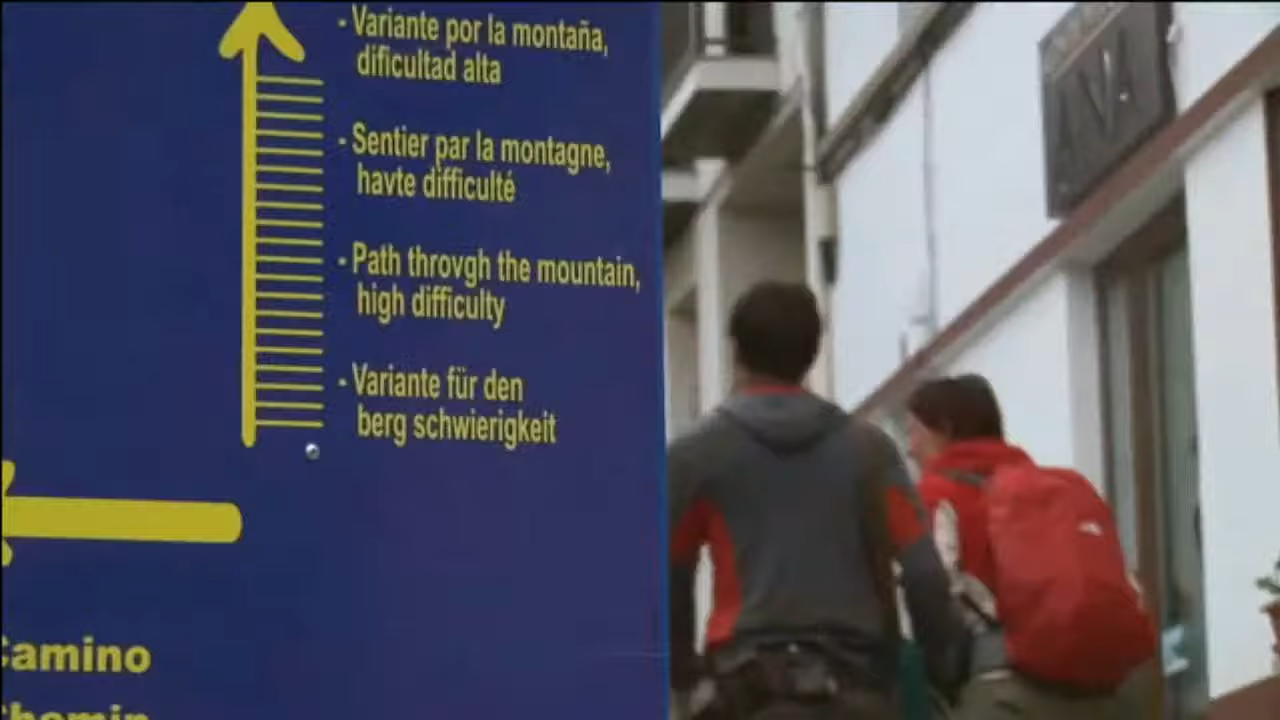 - Variante por la montaña,
dificultad alta
- Sentier par la montagne,
havte difficulté
- Path throvgh the mountain,
high difficulty
- Variante für den
berg schwierigkeit
Camino